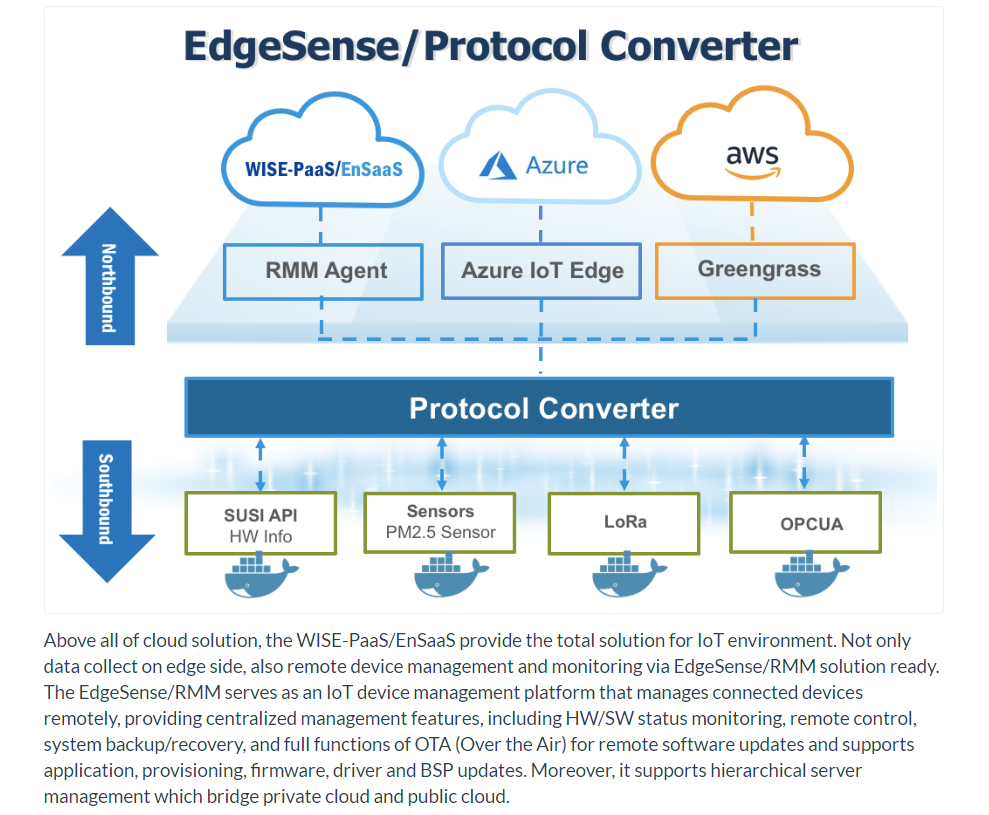 EdgeSense/Protocol Converter
WISE-PaaS/EnSaaS
Azure
aws
Northbound
RMM Agent
Azure IoT Edge
Greengrass
Protocol Converter
Southbound
SUSI API
HW Info
Sensors
PM2.5 Sensor
LoRa
OPCUA
Above all of cloud solution, the WISE-PaaS/EnSaaS provide the total solution for IoT environment. Not only
data collect on edge side, also remote device management and monitoring via EdgeSense/RMM solution ready.
The EdgeSense/RMM serves as an IoT device management platform that manages connected devices
remotely, providing centralized management features, including HW/SW status monitoring, remote control,
system backup/recovery, and full functions of OTA (Over the Air) for remote software updates and supports
application, provisioning, firmware, driver and BSP updates. Moreover, it supports hierarchical server
management which bridge private cloud and public cloud.